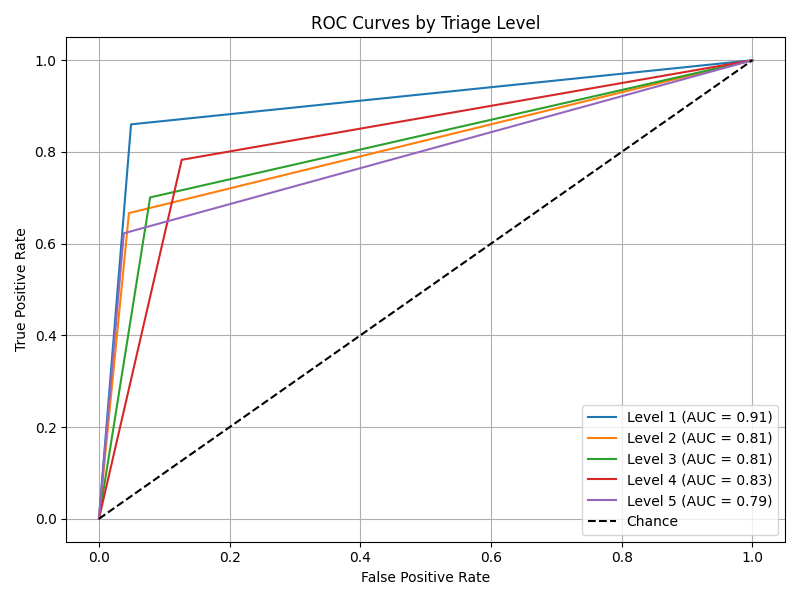 ROC Curves by Triage Level
True Positive Rate
1.0
0.8
0.6
0.4
0.2
0.0
0.0 0.2 0.4 0.6 0.8 1.0
False Positive Rate
Level 1 (AUC = 0.91)
Level 2 (AUC = 0.81)
Level 3 (AUC = 0.81)
Level 4 (AUC = 0.83)
Level 5 (AUC = 0.79)
Chance